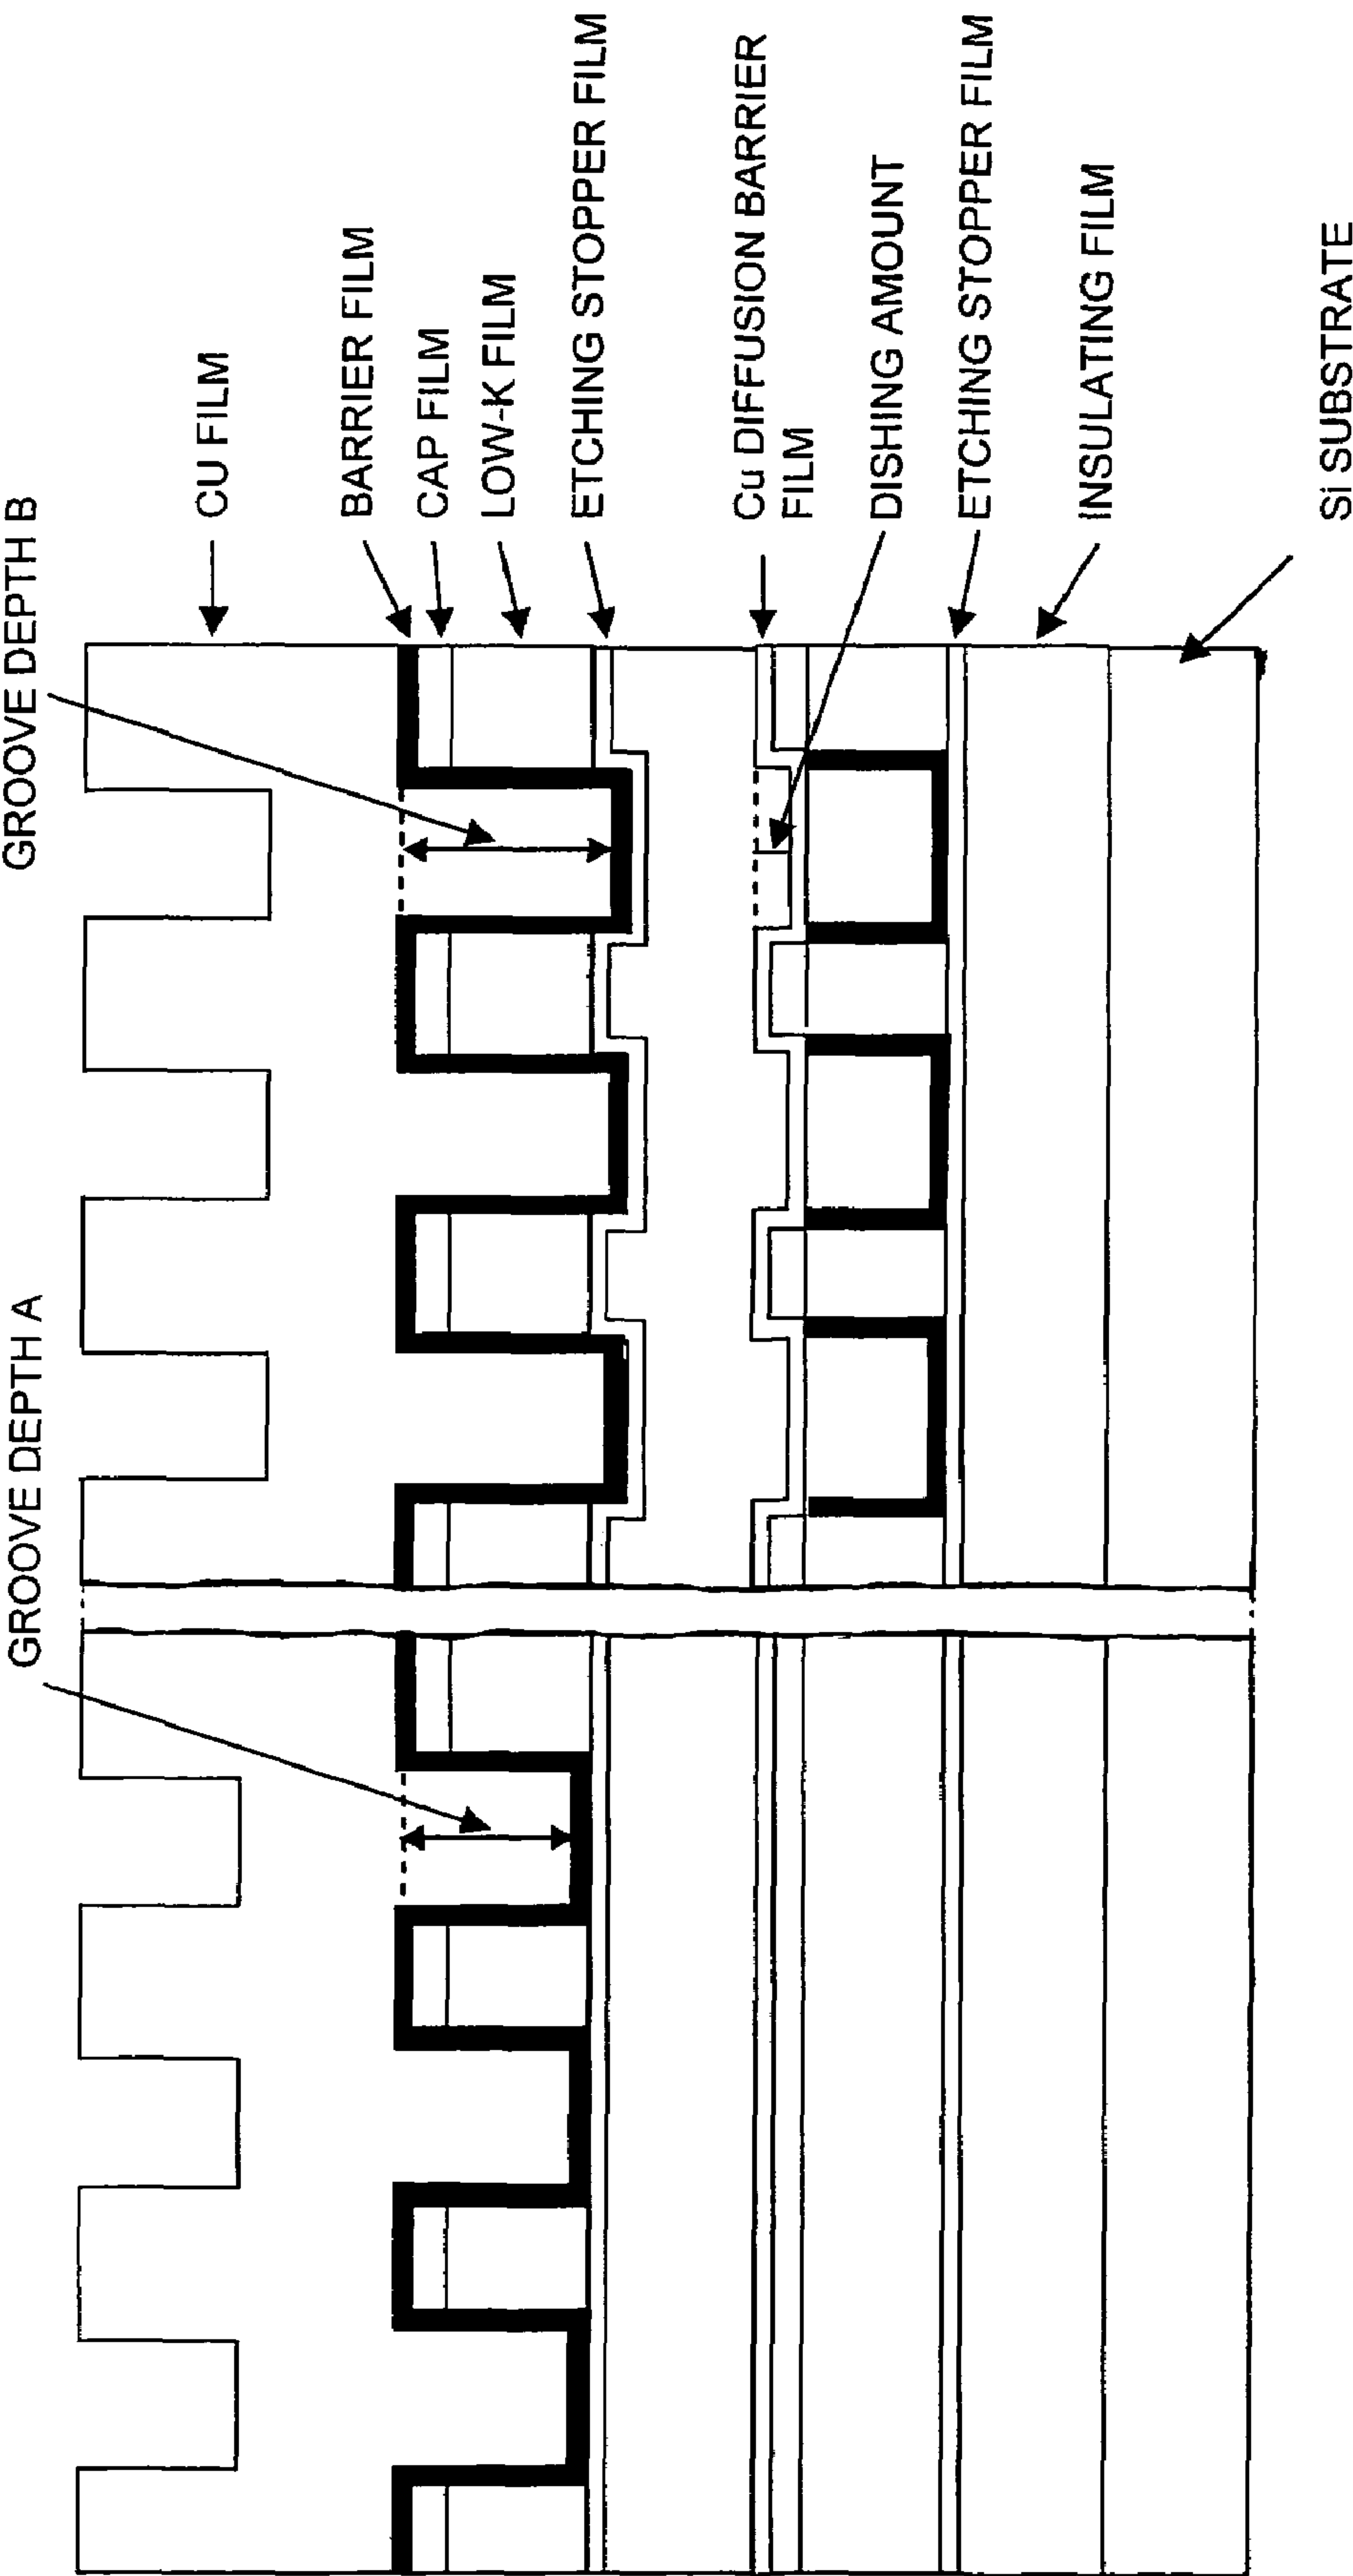 GROOVE DEPTH A
GROOVE DEPTH B
CU FILM
BARRIER FILM
CAP FILM
LOW-K FILM
ETCHING STOPPER FILM
Cu DIFFUSION BARRIER
FILM
DISHING AMOUNT
ETCHING STOPPER FILM
INSULATING FILM
Si SUBSTRATE